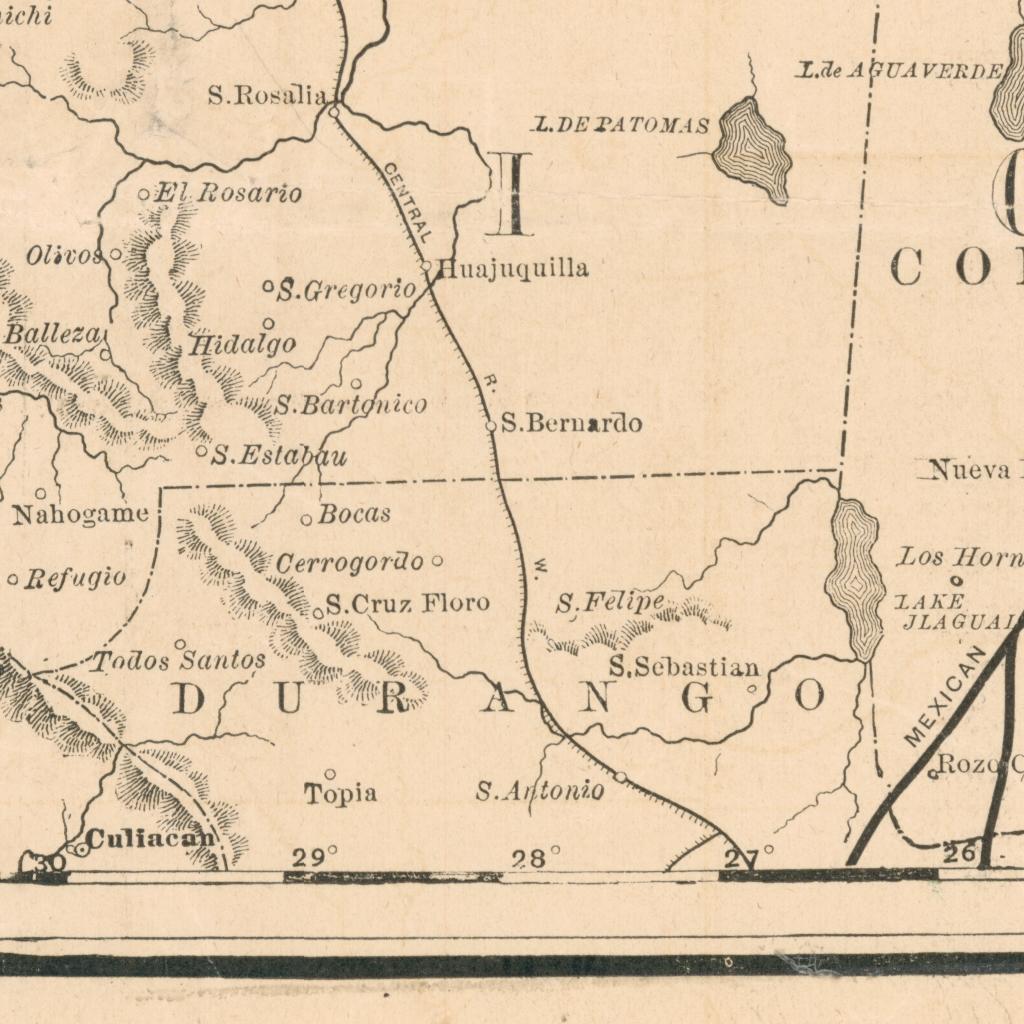 S.Rosalia
L.de AGUAVERDE
L.DE PATOMAS
El Rosario
CENTRAL
I
Olivos
Huajuquilla
CO
S.Gregorio
Balleza
Hidalgo
R.
S.Bartonico
S.Bernardo
S.Estabau
Nueva
Nahogame
Bocas
Cerrogordo
W.
Los Horn
Refugio
S.Cruz Floro
S.Felipe
LAKE
JLAGUAL
Todos Santos
S.Sebastian
MEXICAN
DURANGO
Rozo
Topia
S.Antonio
Culiacan
30
29°
28°
27°
26